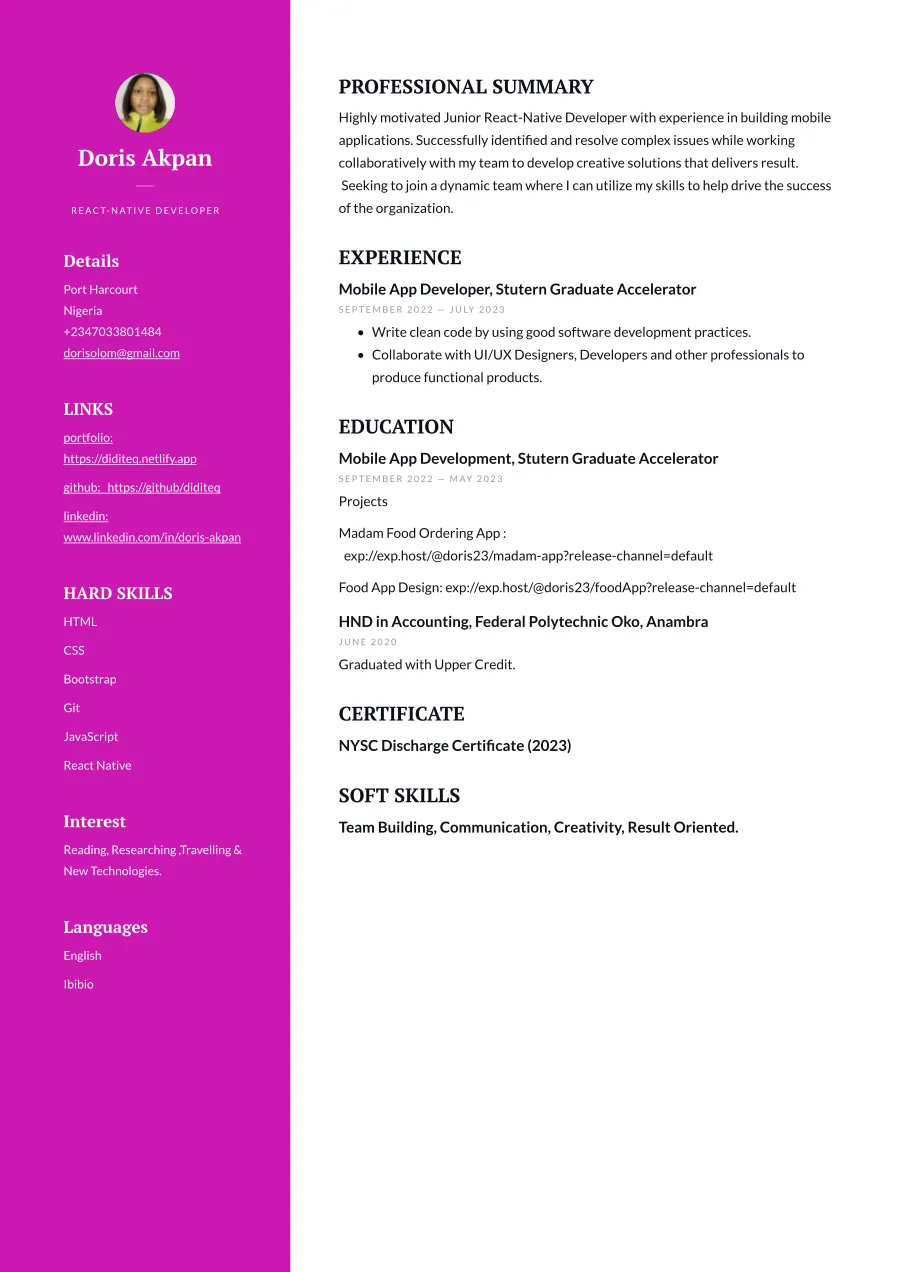 Doris Akpan
REACT-NATIVE DEVELOPER
Details
Port Harcourt
Nigeria
+2347033801484
dorisolom@gmail.com
LINKS
portfolio:
https://diditeq.netlify.app
github:  https://github/diditeq
linkedin:
www.linkedin.com/in/doris-akpan
HARD SKILLS
HTML
CSS
Bootstrap
Git
JavaScript
React Native
Interest
Reading, Researching ,Travelling &
New Technologies.
Languages
English
Ibibio
PROFESSIONAL SUMMARY
Highly motivated Junior React-Native Developer with experience in building mobile
applications. Successfully identified and resolve complex issues while working
collaboratively with my team to develop creative solutions that delivers result.
Seeking to join a dynamic team where I can utilize my skills to help drive the success
of the organization.
EXPERIENCE
Mobile App Developer, Stutern Graduate Accelerator
SEPTEMBER 2022 — JULY 2023
• Write clean code by using good software development practices.
• Collaborate with UI/UX Designers, Developers and other professionals to
produce functional products.
EDUCATION
Mobile App Development, Stutern Graduate Accelerator
SEPTEMBER 2022 — MAY 2023
Projects
Madam Food Ordering App :
exp://exp.host/@doris23/madam-app?release-channel=default
Food App Design: exp://exp.host/@doris23/foodApp?release-channel=default
HND in Accounting, Federal Polytechnic Oko, Anambra
JUNE 2020
Graduated with Upper Credit.
CERTIFICATE
NYSC Discharge Certificate (2023)
SOFT SKILLS
Team Building, Communication, Creativity, Result Oriented.